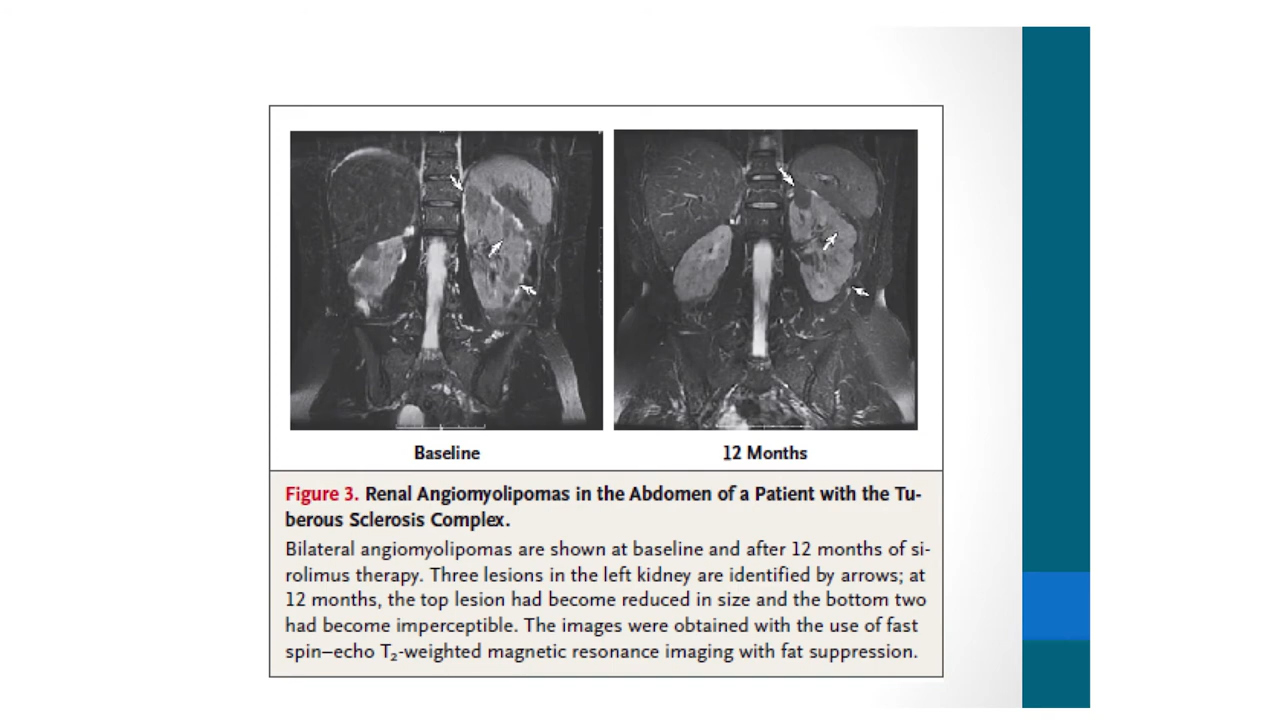 Baseline
12 Months
Figure 3. Renal Angiomyolipomas in the Abdomen of a Patient with the Tu-
berous Sclerosis Complex.
Bilateral angiomyolipomas are shown at baseline and after 12 months of si-
rolimus therapy. Three lesions in the left kidney are identified by arrows; at
12 months, the top lesion had become reduced in size and the bottom two
had become imperceptible. The images were obtained with the use of fast
spin–echo T₂-weighted magnetic resonance imaging with fat suppression.